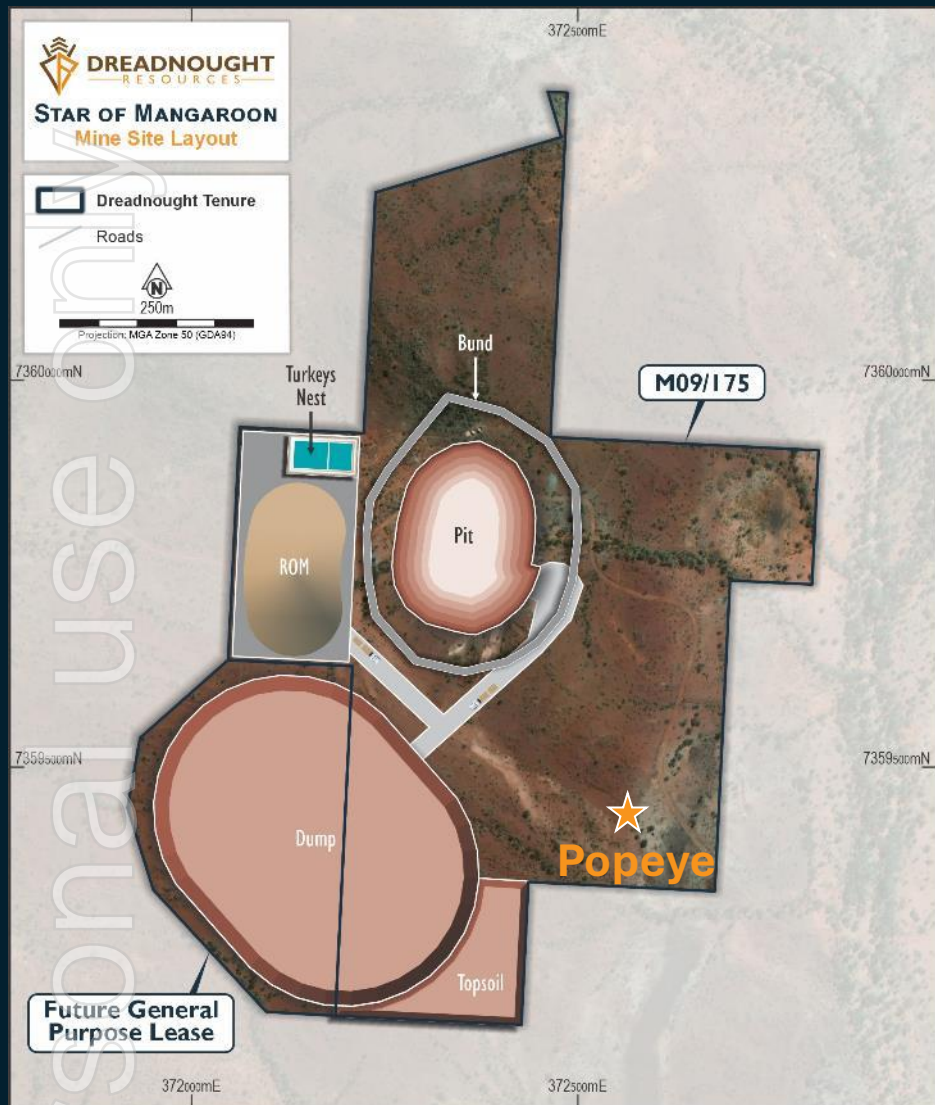 DREADNOUGHT
RESOURCES
STAR OF MANGAROON
Mine Site Layout
Dreadnought Tenure
Roads
N
250m
Projection: MGA Zone 50 (GDA94)
372500mE
7360000mN
7360000mN
Bund
Turkeys
Nest
M09/175
Pit
ROM
7359500mN
7359500mN
Dump
Popeye
Topsoil
Future General
Purpose Lease
372000mE
372500mE
sonal use only